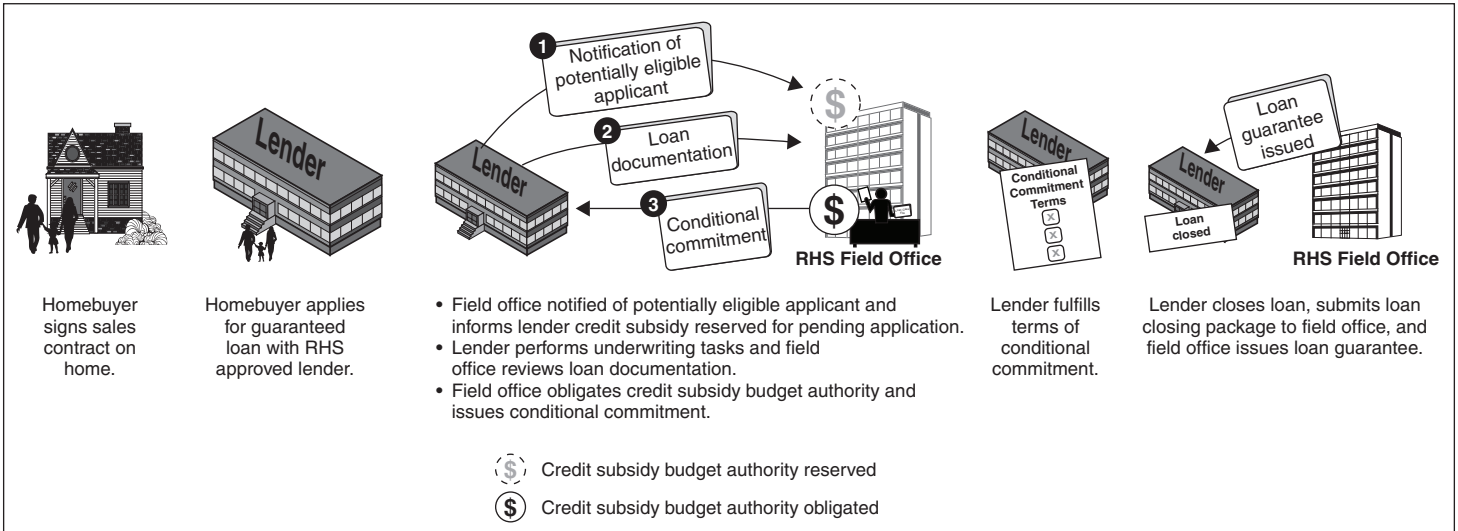 1
Notification of
potentially eligible
applicant
2
Loan
documentation
3
Conditional
commitment
$
$
RHS Field Office
Lender
Lender
Lender
Conditional
Commitment
Terms
x
x
x
Lender
Loan
closed
Loan
guarantee
issued
RHS Field Office
Homebuyer
signs sales
contract on
home.
Homebuyer applies
for guaranteed
loan with RHS
approved lender.
• Field office notified of potentially eligible applicant and
informs lender credit subsidy reserved for pending application.
• Lender performs underwriting tasks and field
office reviews loan documentation.
• Field office obligates credit subsidy budget authority and
issues conditional commitment.
Lender fulfills
terms of
conditional
commitment.
Lender closes loan, submits loan
closing package to field office, and
field office issues loan guarantee.
$ Credit subsidy budget authority reserved
$ Credit subsidy budget authority obligated